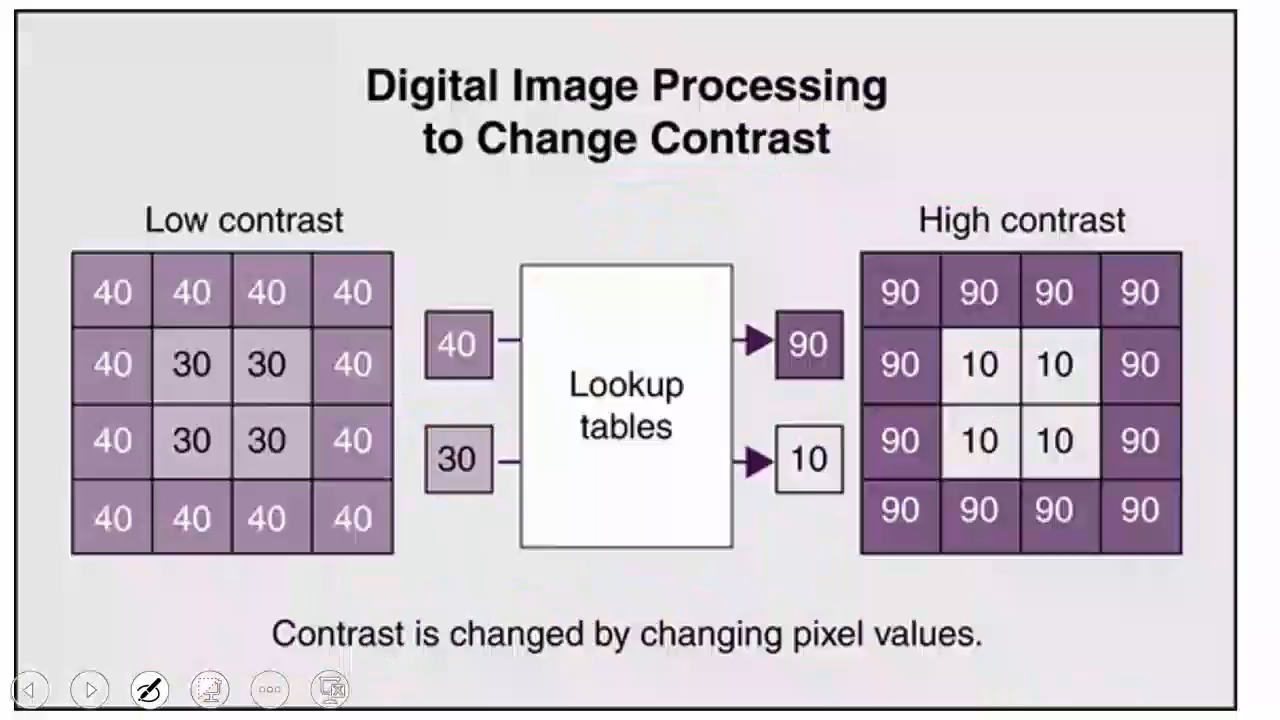 Digital Image Processing
to Change Contrast
Low contrast
40 40 40 40
40 30 30 40
40 30 30 40
40 40 40 40
40
30
Lookup
tables
90
10
High contrast
90 90 90 90
90 10 10 90
90 10 10 90
90 90 90 90
Contrast is changed by changing pixel values.